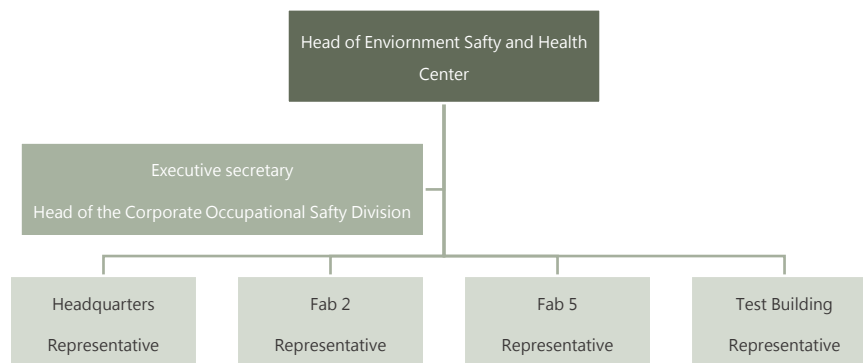 Head of Enviornment Safty and Health
Center
Executive secretary
Head of the Corporate Occupational Safty Division
Headquarters
Representative
Fab 2
Representative
Fab 5
Representative
Test Building
Representative